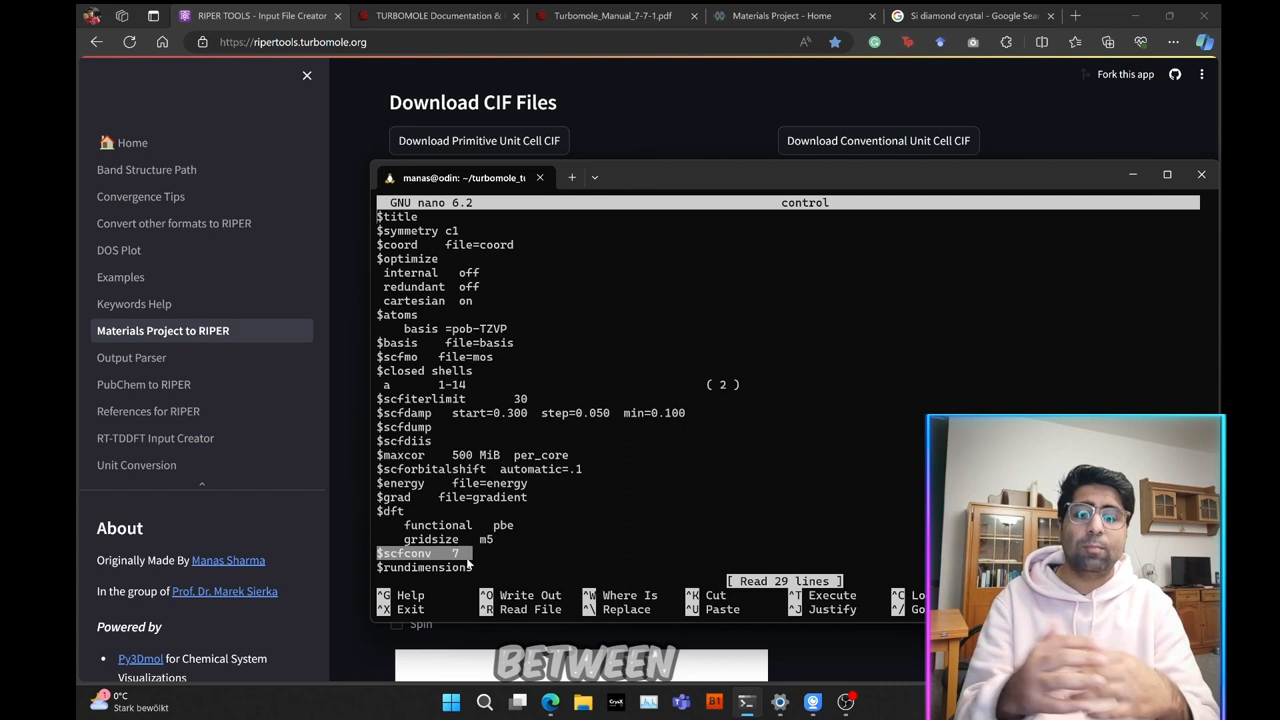 RIPER TOOLS - Input File Creator
TURBOMOLE Documentation &
Turbomole_Manual_7-7-1.pdf
Materials Project - Home
Si diamond crystal - Google Sea
https://ripertools.turbomole.org
Fork this app
Home
Band Structure Path
Convergence Tips
Convert other formats to RIPER
DOS Plot
Examples
Keywords Help
Materials Project to RIPER
Output Parser
PubChem to RIPER
References for RIPER
RT-TDDFT Input Creator
Unit Conversion
About
Originally Made By Manas Sharma
In the group of Prof. Dr. Marek Sierka
Powered by
• Py3Dmol for Chemical System
Visualizations
Download CIF Files
Download Primitive Unit Cell CIF
Download Conventional Unit Cell CIF
manas@odin: ~/turbomole_tu
GNU nano 6.2 control
$title
$symmetry c1
$coord file=coord
$optimize
internal off
redundant off
cartesian on
$atoms
basis =pob-TZVP
$basis file=basis
$scfmo file=mos
$closed shells
a 1-14 ( 2 )
$scfiterlimit 30
$scfdamp start=0.300 step=0.050 min=0.100
$scfdump
$scfdiis
$maxcor 500 MiB per_core
$scforbitalshift automatic=.1
$energy file=energy
$grad file=gradient
$dft
functional pbe
gridsize m5
$scfconv 7
$rundimensions
[ Read 29 lines ]
^G Help ^O Write Out ^W Where Is ^K Cut ^T Execute ^C Lo
^X Exit ^R Read File ^\ Replace ^U Paste ^J Justify ^/ Go
Spin
BETWEEN
0°C
Stark bewölkt
CrysX
B1